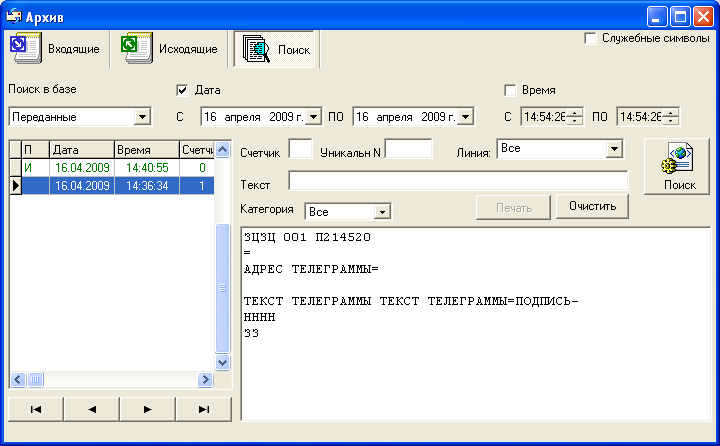 Архив
Входящие Исходящие Поиск Служебные символы
Поиск в базе Дата Время
Переданные С 16 апреля 2009 г. ПО 16 апреля 2009 г. С 14:54:26 ПО 14:54:26
П Дата Время Счетчи
И 16.04.2009 14:40:55 0
16.04.2009 14:36:34 1
Счетчик Уникальн N Линия: Все
Текст
Поиск
Категория Все Печать Очистить
ЗЦЗЦ 001 П214520
=
АДРЕС ТЕЛЕГРАММЫ=
ТЕКСТ ТЕЛЕГРАММЫ ТЕКСТ ТЕЛЕГРАММЫ=ПОДПИСЬ-
НННН
33